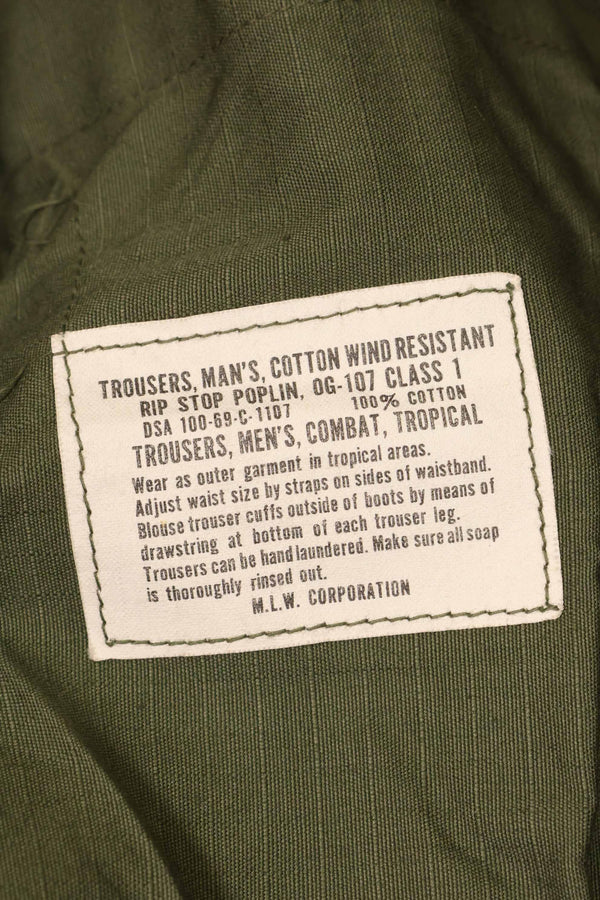 TROUSERS, MAN'S, COTTON WIND RESISTANT
RIP STOP POPLIN, OG-107 CLASS 1
DSA 100-69-C-1107 100% COTTON
TROUSERS, MEN'S, COMBAT, TROPICAL
Wear as outer garment in tropical areas.
Adjust waist size by straps on sides of waistband.
Blouse trouser cuffs outside of boots by means of
drawstring at bottom of each trouser leg.
Trousers can be hand laundered. Make sure all soap
is thoroughly rinsed out.
M.L.W. CORPORATION